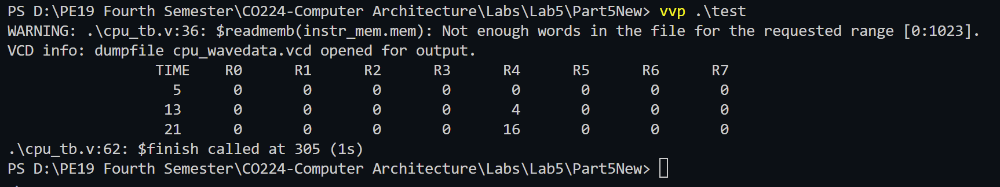 PS D:\PE19 Fourth Semester\CO224-Computer Architecture\Labs\Lab5\Part5New> vvp .\test
WARNING: .\cpu_tb.v:36: $readmemb(instr_mem.mem): Not enough words in the file for the requested range [0:1023].
VCD info: dumpfile cpu_wavedata.vcd opened for output.
TIME R0 R1 R2 R3 R4 R5 R6 R7
5 0 0 0 0 0 0 0 0
13 0 0 0 0 4 0 0 0
21 0 0 0 0 16 0 0 0
.\cpu_tb.v:62: $finish called at 305 (1s)
PS D:\PE19 Fourth Semester\CO224-Computer Architecture\Labs\Lab5\Part5New>